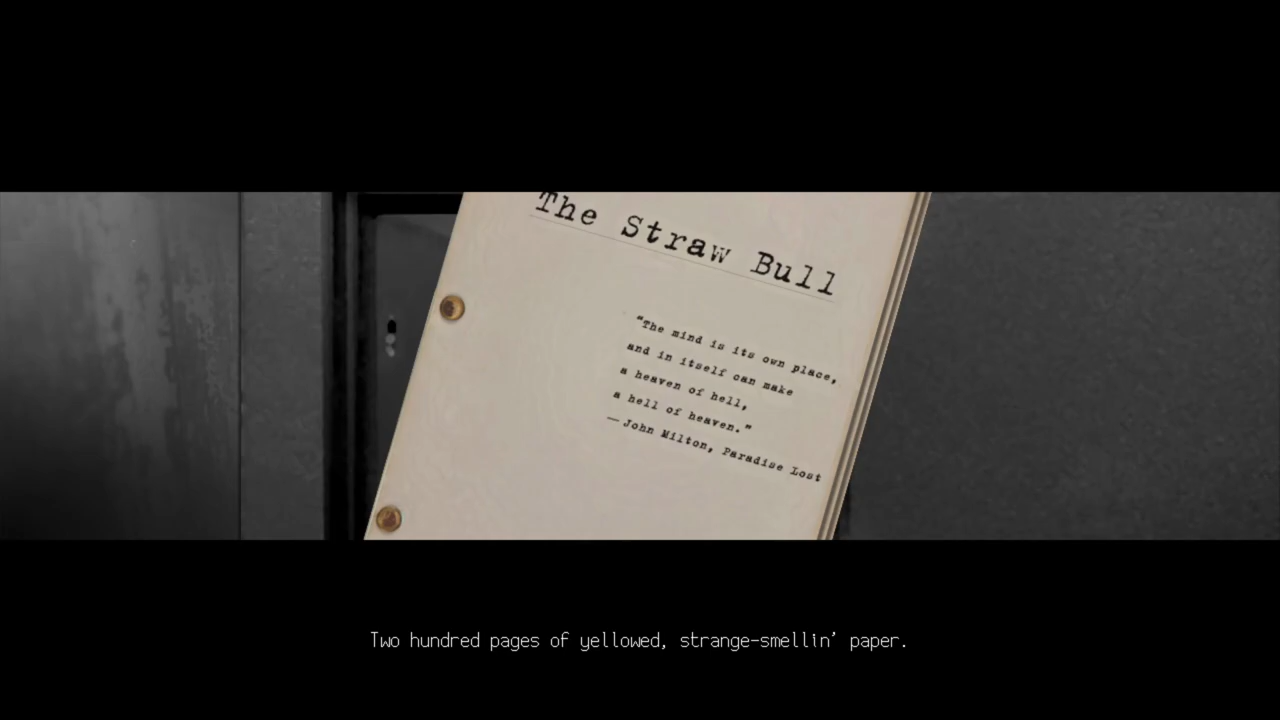 The Straw Bull
“The mind is its own place,
and in itself can make
a heaven of hell,
a hell of heaven.”
—John Milton, Paradise Lost
Two hundred pages of yellowed, strange-smellin’ paper.